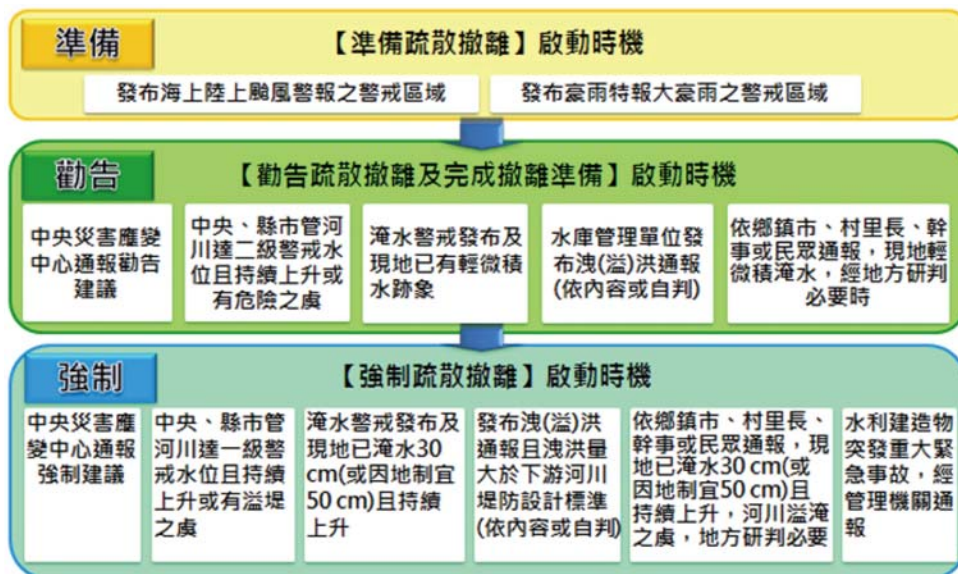 準備
【準備疏散撤離】啟動時機
發布海上陸上颱風警報之警戒區域
發布豪雨特報大豪雨之警戒區域
勸告
【勸告疏散撤離及完成撤離準備】啟動時機
中央災害應變
中心通報勸告
建議
中央、縣市管河
川達二級警戒水
位且持續上升或
有危險之虞
淹水警戒發布及
現地已有輕微積
水跡象
水庫管理單位發
布洩(溢)洪通報
(依內容或自判)
依鄉鎮市、村里長、幹
事或民眾通報，現地輕
微積淹水，經地方研判
必要時
強制
【強制疏散撤離】啟動時機
中央災害應
變中心通報
強制建議
中央、縣市管
河川達一級警
戒水位且持續
上升或有溢堤
之虞
淹水警戒發布及
現地已淹水30
cm(或因地制宜
50 cm)且持續
上升
發布洩(溢)洪
通報且洩洪量
大於下游河川
堤防設計標準
(依內容或自判)
依鄉鎮市、村里長、
幹事或民眾通報，現
地已淹水30 cm(或
因地制宜50 cm)且
持續上升，河川溢淹
之虞，地方研判必要
水利建造物
突發重大緊
急事故，經
管理機關通
報